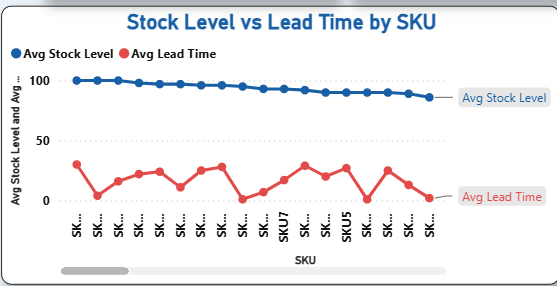 Stock Level vs Lead Time by SKU
Avg Stock Level Avg Lead Time
Avg Stock Level and Avg ...
100
50
0
Avg Stock Level
Avg Lead Time
SK... SK... SK... SK... SK... SK... SK... SK... SK... SK... SKU7 SK... SK... SKU5 SK... SK... SK... SK...
SKU